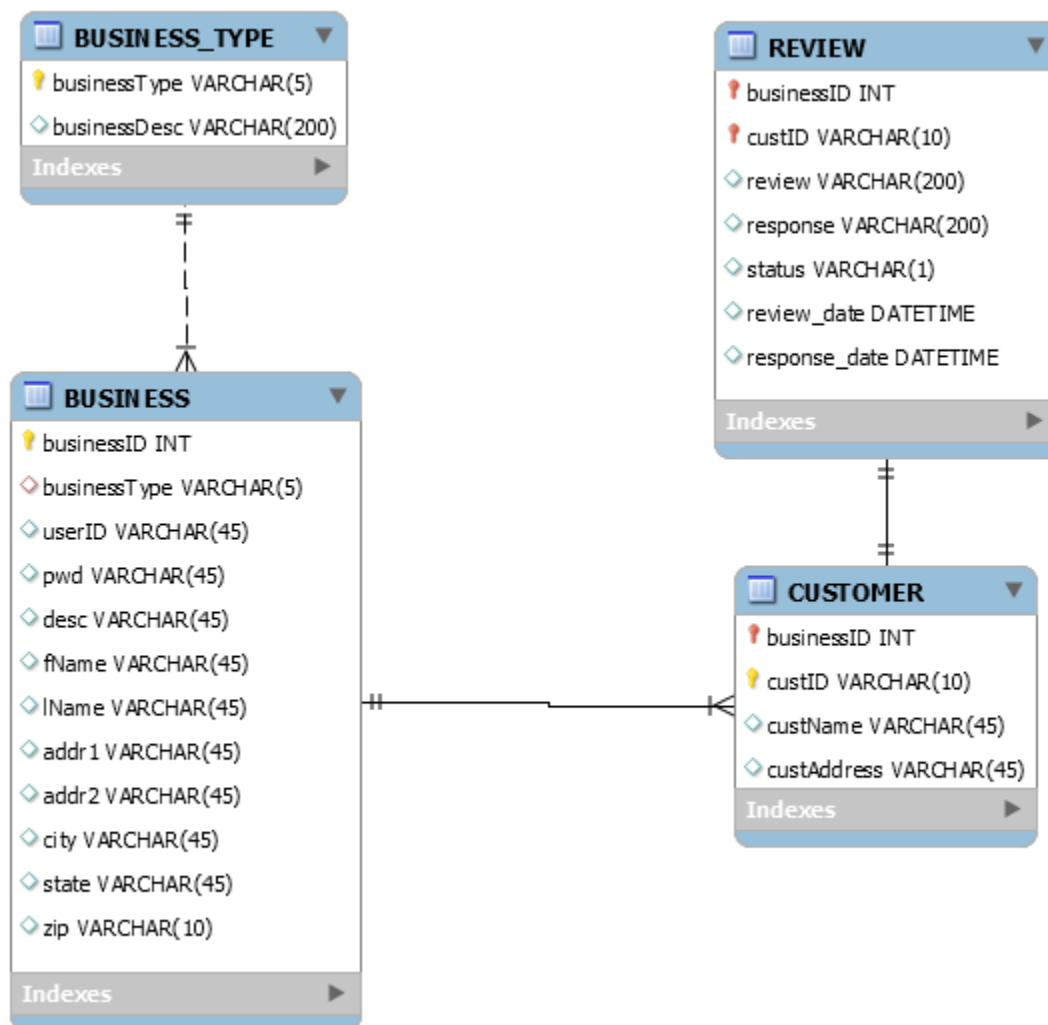 BUSINESS_TYPE
businessType VARCHAR(5)
businessDesc VARCHAR(200)
Indexes
BUSINESS
businessID INT
businessType VARCHAR(5)
userID VARCHAR(45)
pwd VARCHAR(45)
desc VARCHAR(45)
fName VARCHAR(45)
lName VARCHAR(45)
addr1 VARCHAR(45)
addr2 VARCHAR(45)
city VARCHAR(45)
state VARCHAR(45)
zip VARCHAR(10)
Indexes
REVIEW
businessID INT
custID VARCHAR(10)
review VARCHAR(200)
response VARCHAR(200)
status VARCHAR(1)
review_date DATETIME
response_date DATETIME
Indexes
CUSTOMER
businessID INT
custID VARCHAR(10)
custName VARCHAR(45)
custAddress VARCHAR(45)
Indexes